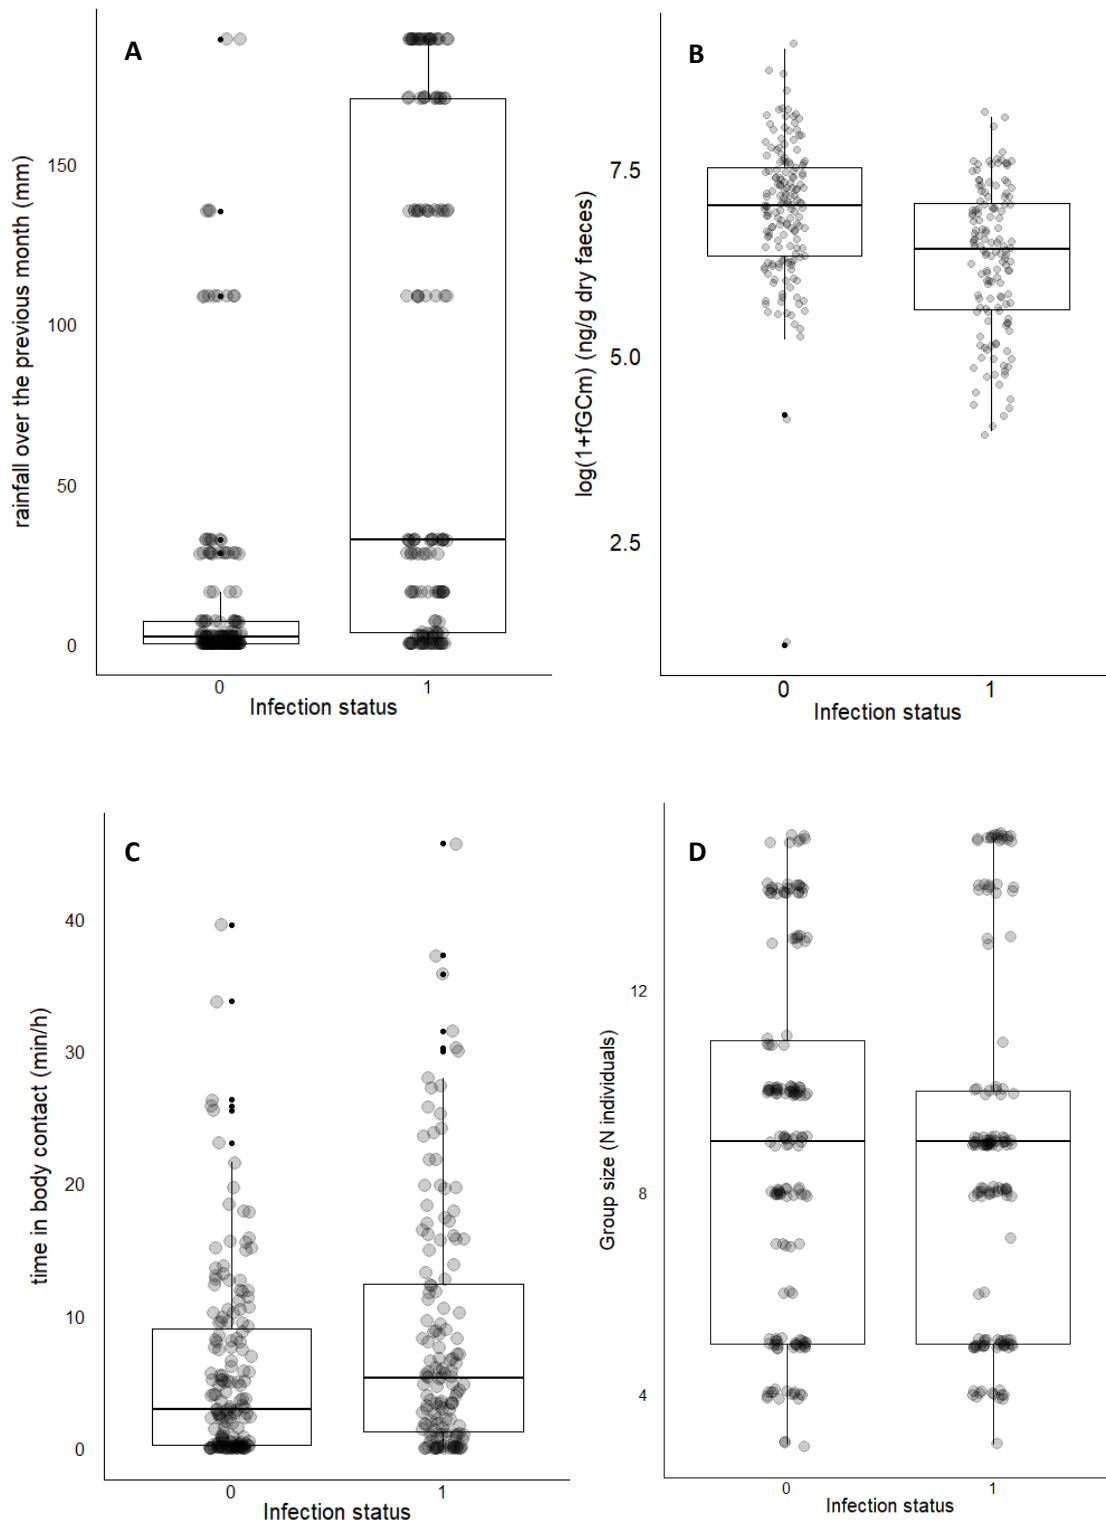 A
rainfall over the previous month (mm)
150
100
50
0
0 1
Infection status
B
log(1+fGCm) (ng/g dry faeces)
7.5
5.0
2.5
0 1
Infection status
C
time in body contact (min/h)
40
30
20
10
0
0 1
Infection status
D
Group size (N individuals)
12
8
4
0 1
Infection status